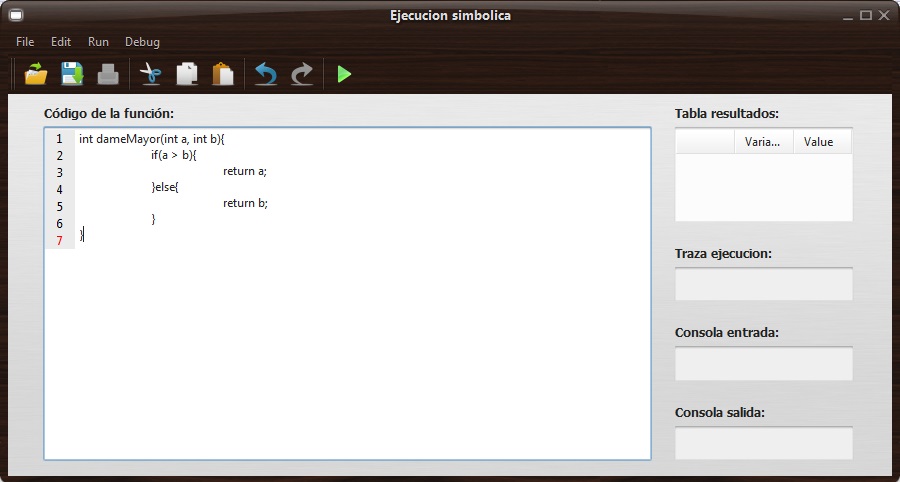 Ejecucion simbolica
File Edit Run Debug
Código de la función:
1 int dameMayor(int a, int b){
2 if(a > b){
3 return a;
4 }else{
5 return b;
6 }
7 }
Tabla resultados:
Varia... Value
Traza ejecucion:
Consola entrada:
Consola salida: